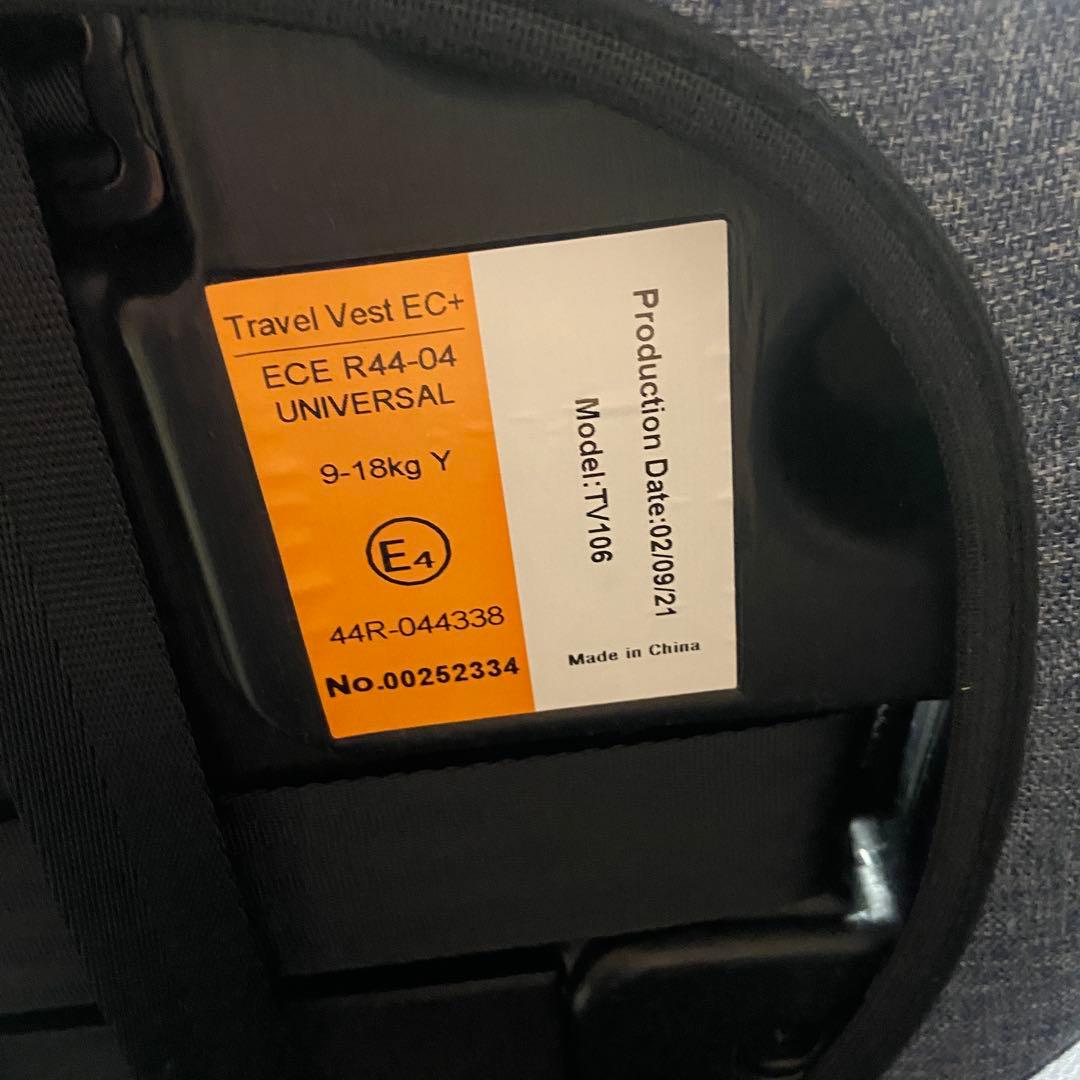 Travel Vest EC+
ECE R44-04
UNIVERSAL
9-18kg Y
E4
44R-044338
No.00252334
Production Date:02/09/21
Model:TV106
Made in China